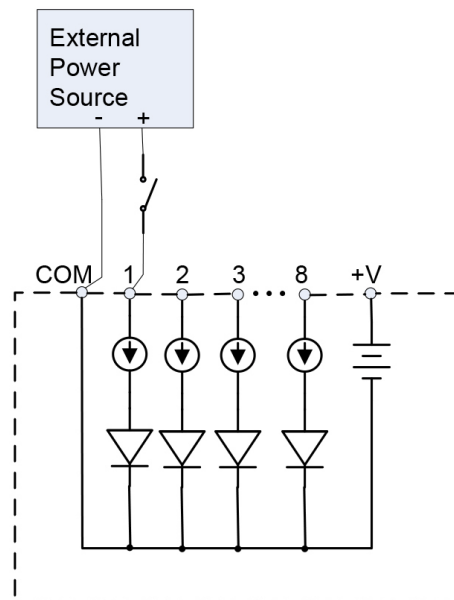 External
Power
Source
- +
COM 1 2 3 ••• 8 +V